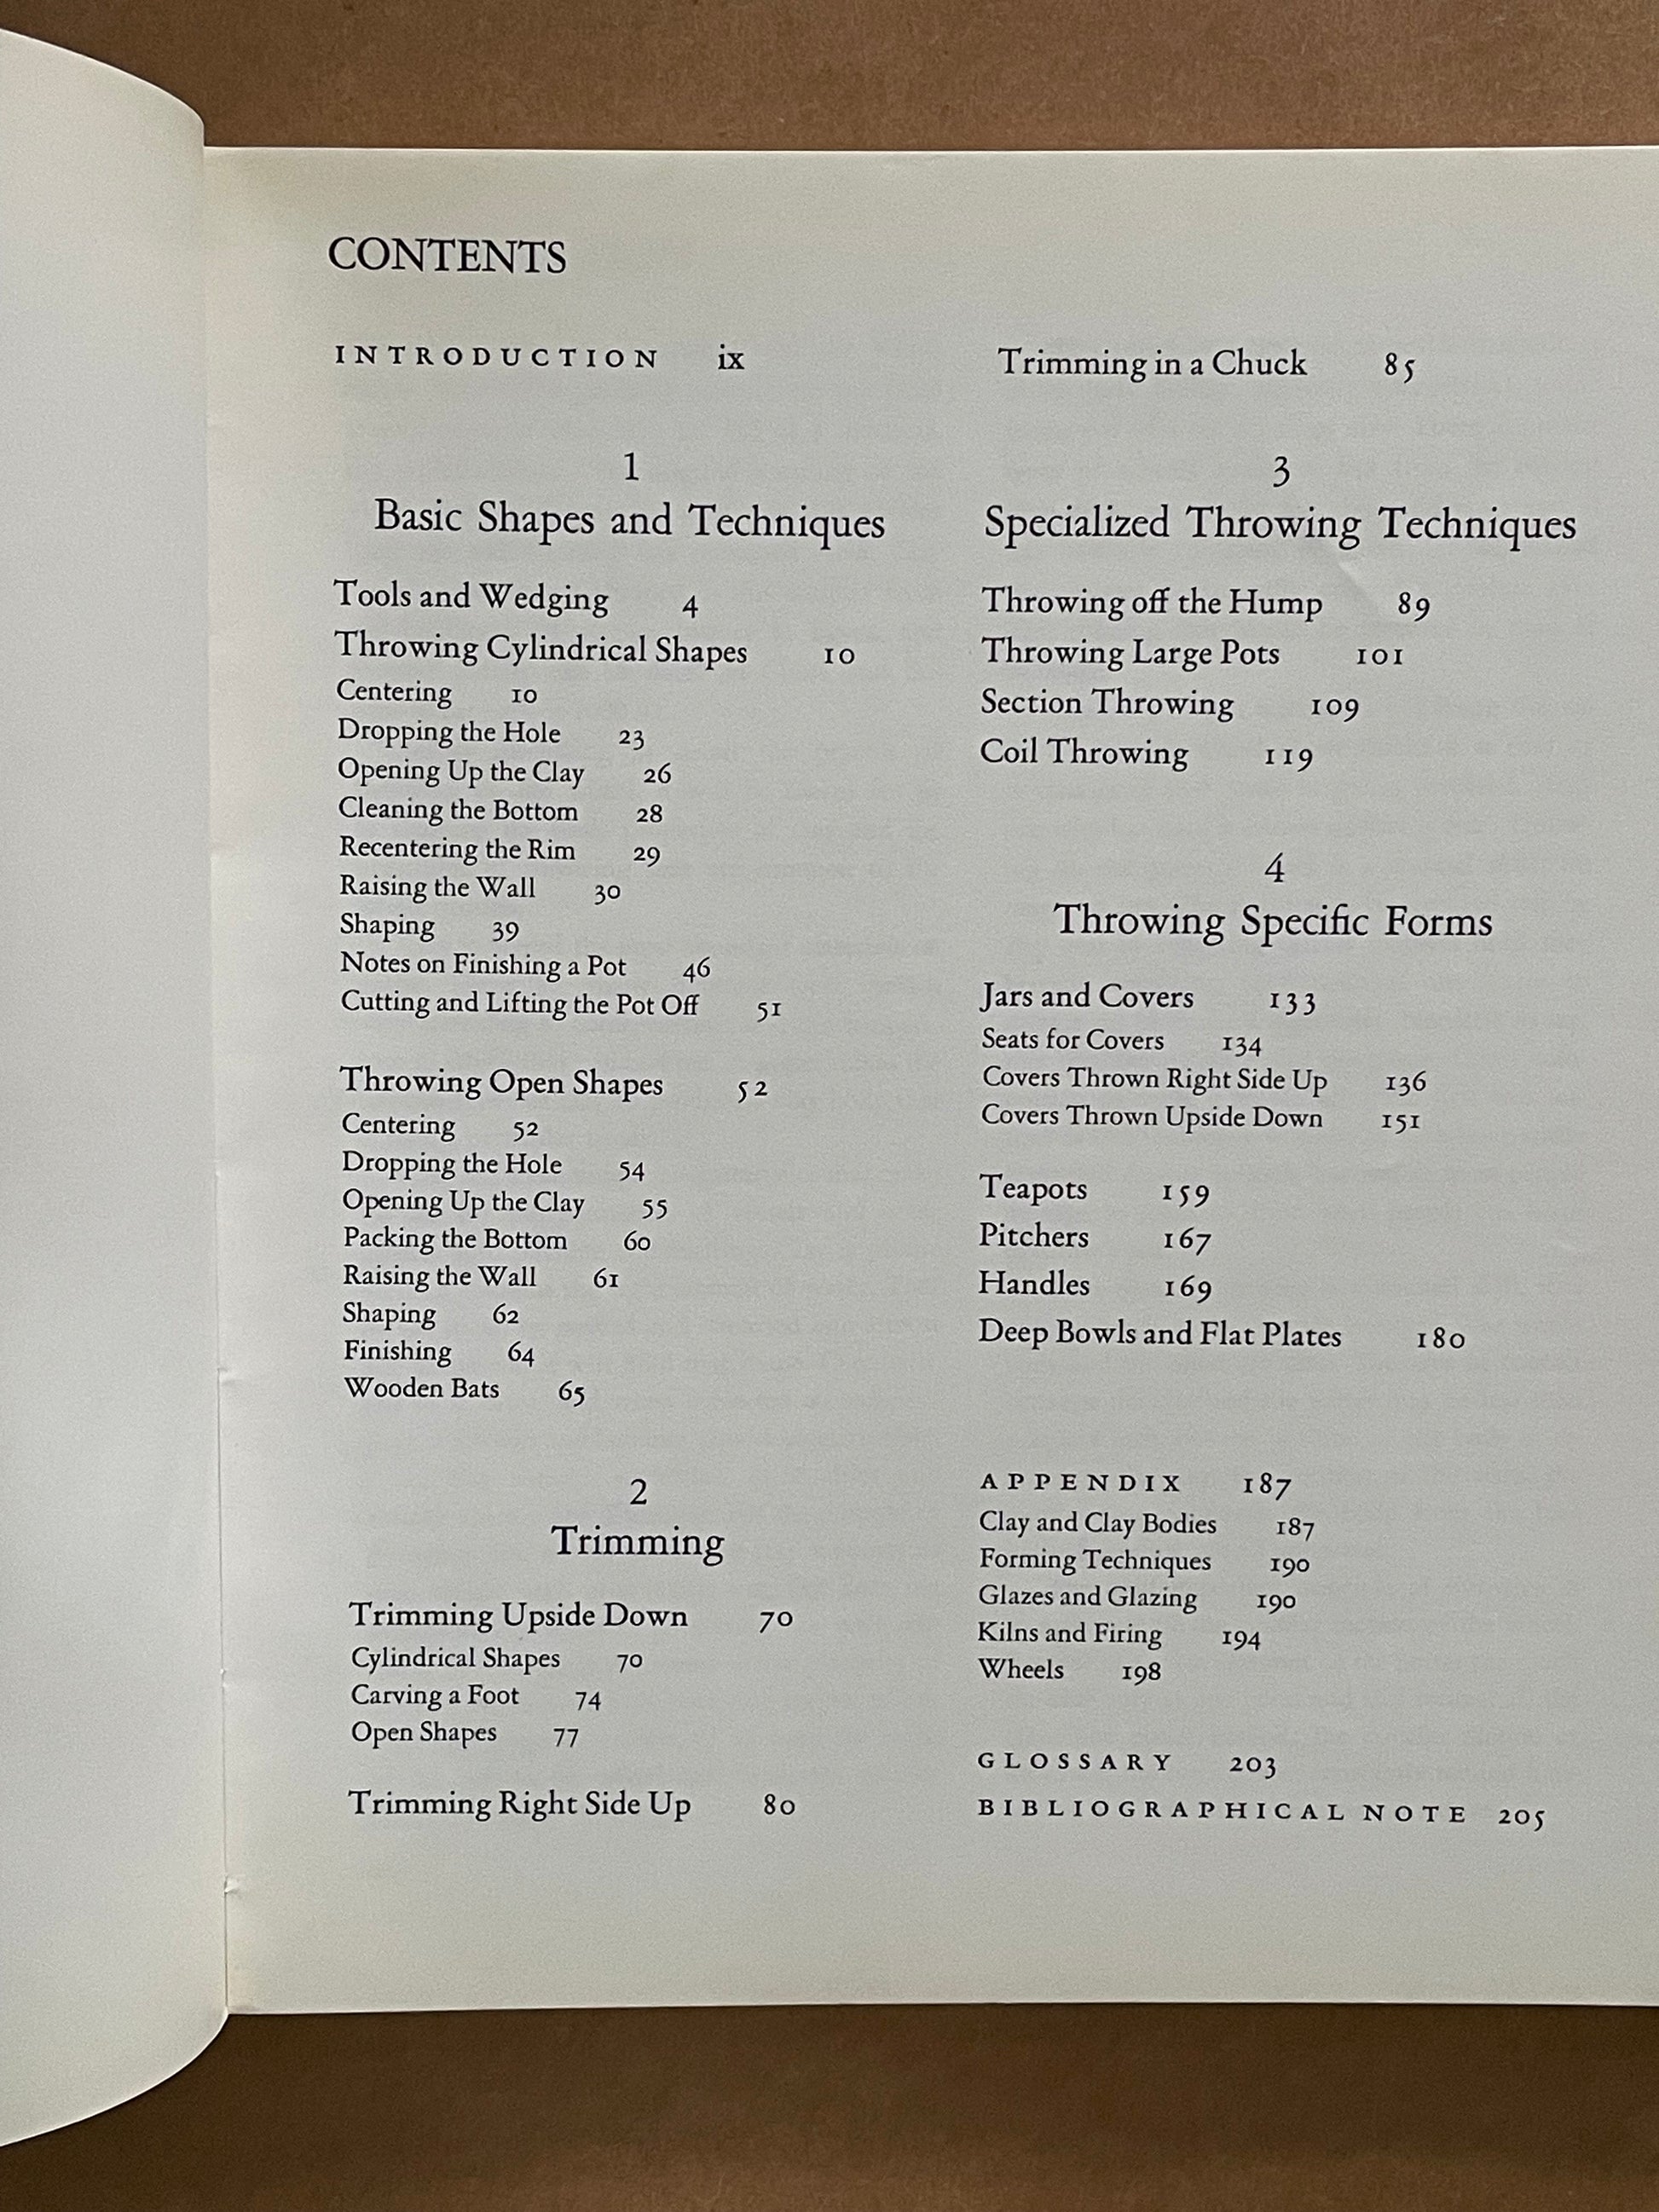 CONTENTS
INTRODUCTION ix
1
Basic Shapes and Techniques
Tools and Wedging 4
Throwing Cylindrical Shapes 10
Centering 10
Dropping the Hole 23
Opening Up the Clay 26
Cleaning the Bottom 28
Recentering the Rim 29
Raising the Wall 30
Shaping 39
Notes on Finishing a Pot 46
Cutting and Lifting the Pot Off 51
Throwing Open Shapes 52
Centering 52
Dropping the Hole 54
Opening Up the Clay 55
Packing the Bottom 60
Raising the Wall 61
Shaping 62
Finishing 64
Wooden Bats 65
2
Trimming
Trimming Upside Down 70
Cylindrical Shapes 70
Carving a Foot 74
Open Shapes 77
Trimming Right Side Up 80
Trimming in a Chuck 85
3
Specialized Throwing Techniques
Throwing off the Hump 89
Throwing Large Pots 101
Section Throwing 109
Coil Throwing 119
4
Throwing Specific Forms
Jars and Covers 133
Seats for Covers 134
Covers Thrown Right Side Up 136
Covers Thrown Upside Down 151
Teapots 159
Pitchers 167
Handles 169
Deep Bowls and Flat Plates 180
APPENDIX 187
Clay and Clay Bodies 187
Forming Techniques 190
Glazes and Glazing 190
Kilns and Firing 194
Wheels 198
GLOSSARY 203
BIBLIOGRAPHICAL NOTE 205